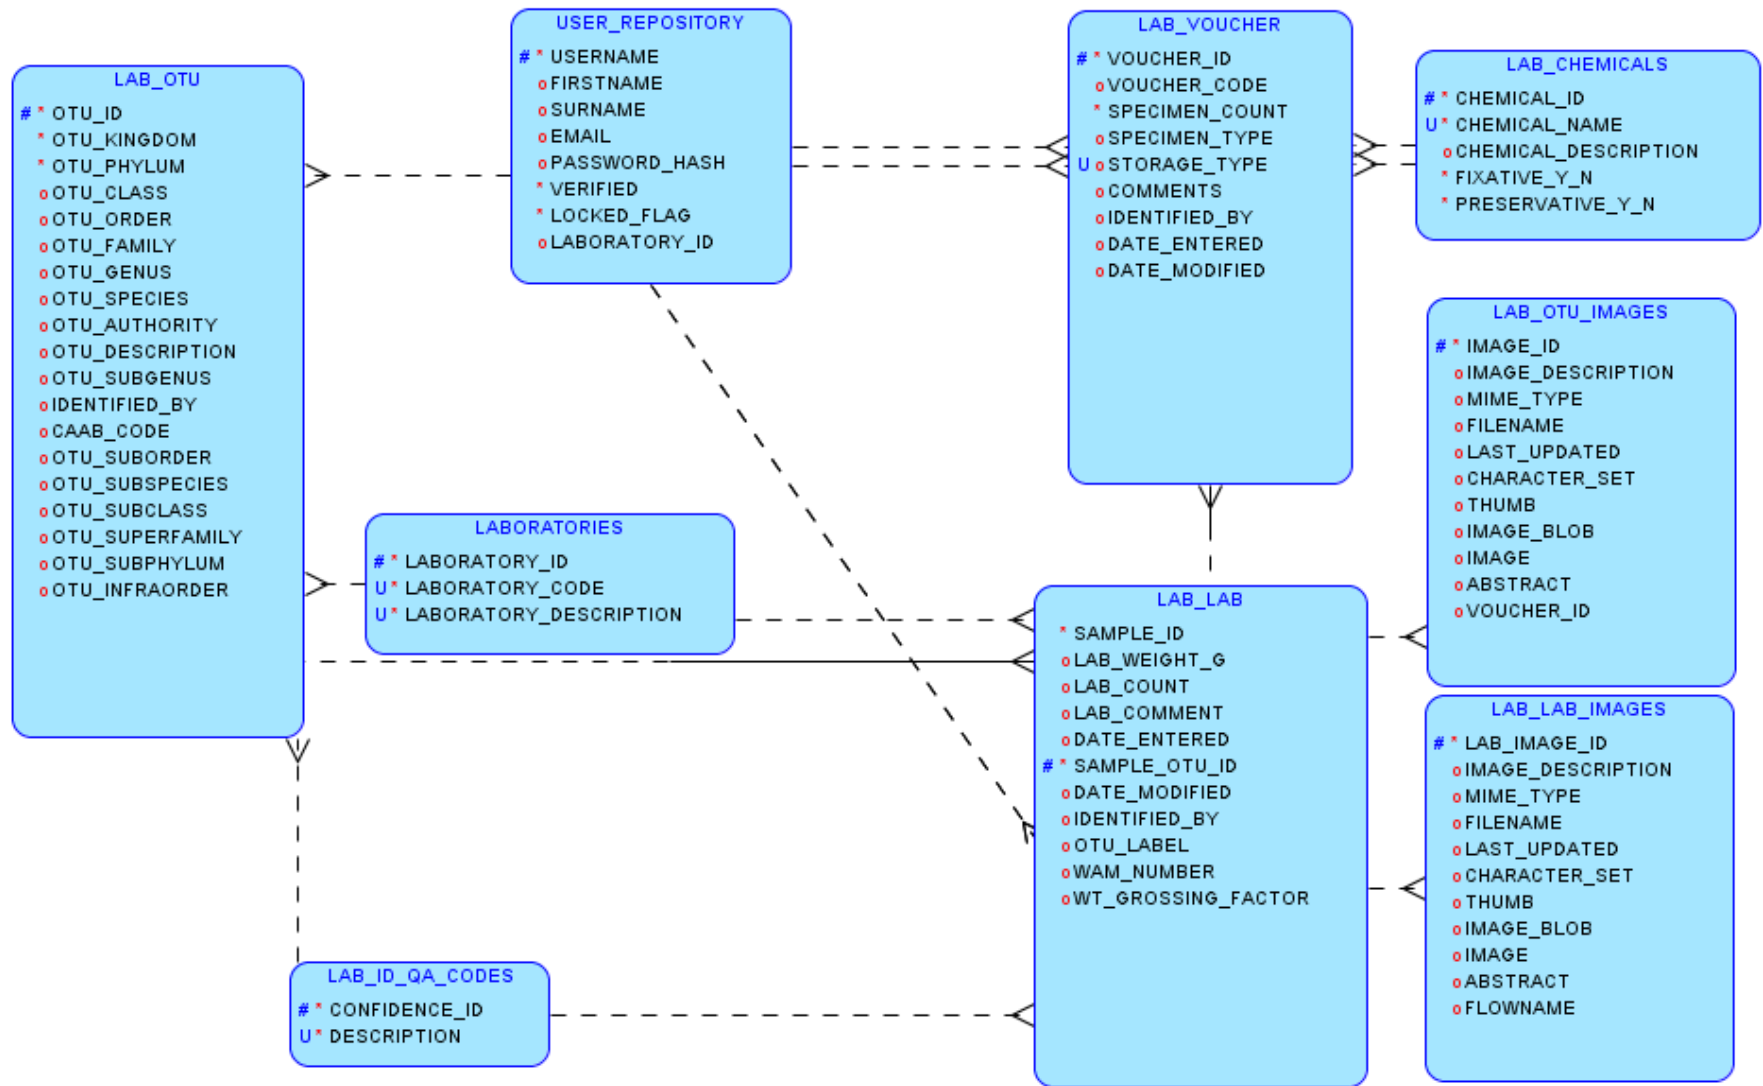 LAB_OTU
# * OTU_ID
* OTU_KINGDOM
* OTU_PHYLUM
o OTU_CLASS
o OTU_ORDER
o OTU_FAMILY
o OTU_GENUS
o OTU_SPECIES
o OTU_AUTHORITY
o OTU_DESCRIPTION
o OTU_SUBGENUS
o IDENTIFIED_BY
o CAAB_CODE
o OTU_SUBORDER
o OTU_SUBSPECIES
o OTU_SUBCLASS
o OTU_SUPERFAMILY
o OTU_SUBPHYLUM
o OTU_INFRAORDER
USER_REPOSITORY
# * USERNAME
o FIRSTNAME
o SURNAME
o EMAIL
o PASSWORD_HASH
* VERIFIED
* LOCKED_FLAG
o LABORATORY_ID
LAB_VOUCHER
# * VOUCHER_ID
o VOUCHER_CODE
* SPECIMEN_COUNT
o SPECIMEN_TYPE
U o STORAGE_TYPE
o COMMENTS
o IDENTIFIED_BY
o DATE_ENTERED
o DATE_MODIFIED
LAB_CHEMICALS
# * CHEMICAL_ID
U * CHEMICAL_NAME
o CHEMICAL_DESCRIPTION
* FIXATIVE_Y_N
* PRESERVATIVE_Y_N
LAB_OTU_IMAGES
# * IMAGE_ID
o IMAGE_DESCRIPTION
o MIME_TYPE
o FILENAME
o LAST_UPDATED
o CHARACTER_SET
o THUMB
o IMAGE_BLOB
o IMAGE
o ABSTRACT
o VOUCHER_ID
LABORATORIES
# * LABORATORY_ID
U * LABORATORY_CODE
U * LABORATORY_DESCRIPTION
LAB_LAB
* SAMPLE_ID
o LAB_WEIGHT_G
o LAB_COUNT
o LAB_COMMENT
o DATE_ENTERED
# * SAMPLE_OTU_ID
o DATE_MODIFIED
o IDENTIFIED_BY
o OTU_LABEL
o WAM_NUMBER
o WT_GROSSING_FACTOR
LAB_LAB_IMAGES
# * LAB_IMAGE_ID
o IMAGE_DESCRIPTION
o MIME_TYPE
o FILENAME
o LAST_UPDATED
o CHARACTER_SET
o THUMB
o IMAGE_BLOB
o IMAGE
o ABSTRACT
o FLOWNAME
LAB_ID_QA_CODES
# * CONFIDENCE_ID
U * DESCRIPTION